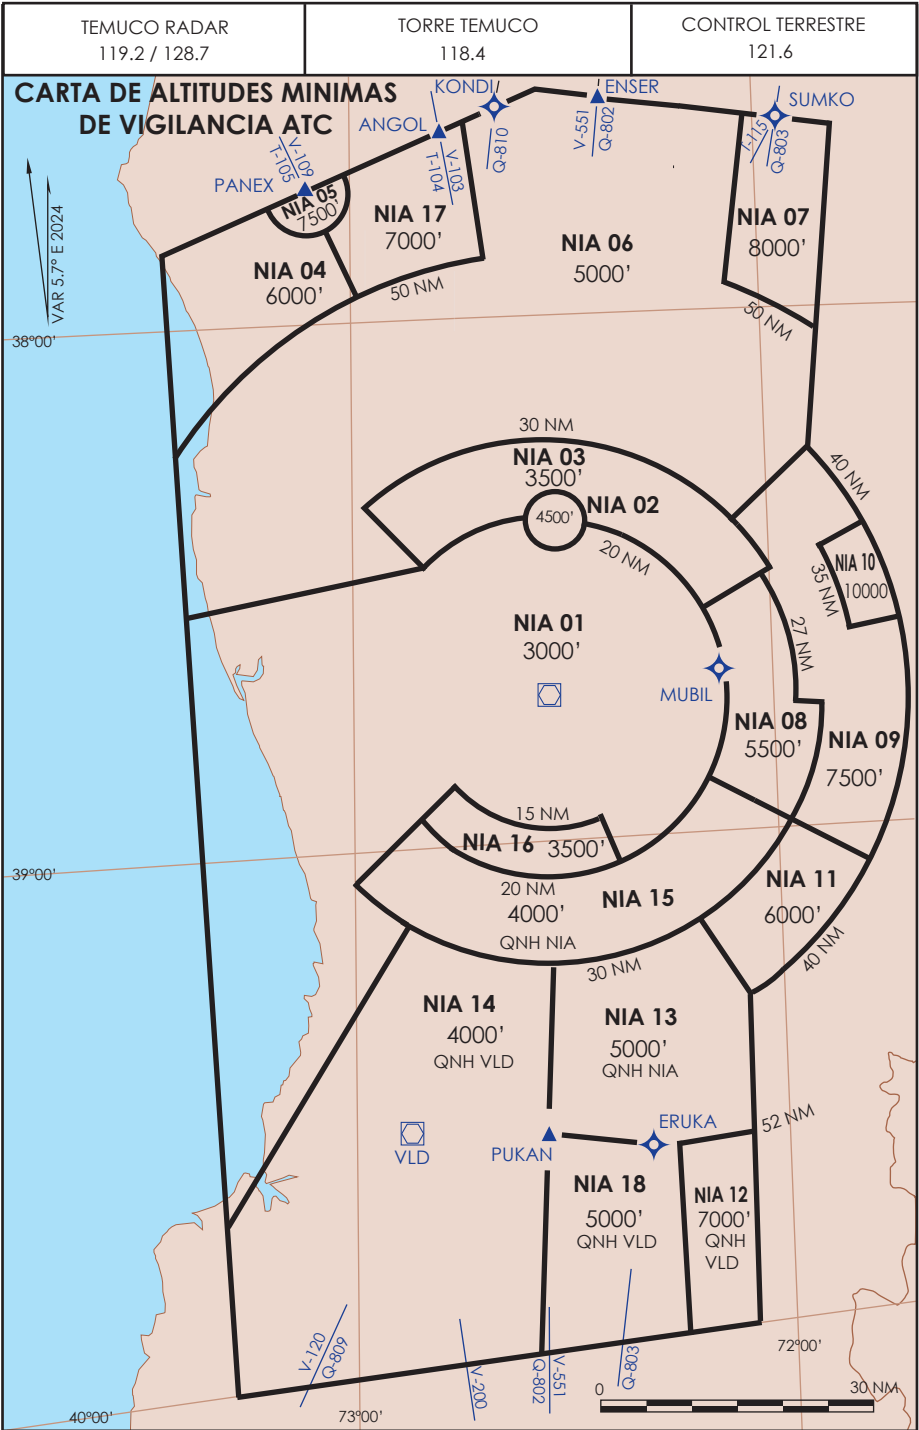 TEMUCO RADAR
119.2 / 128.7
TORRE TEMUCO
118.4
CONTROL TERRESTRE
121.6
CARTA DE ALTITUDES MINIMAS
DE VIGILANCIA ATC
KONDI
ENSER
SUMKO
ANGOL
PANEX
V-109
T-105
V-103
T-104
Q-810
V-551
Q-802
T-115
Q-803
VAR 5.7° E 2024
NIA 05
7500'
NIA 17
7000'
NIA 04
6000'
50 NM
NIA 06
5000'
NIA 07
8000'
50 NM
38°00'
30 NM
NIA 03
3500'
4500'
NIA 02
20 NM
40 NM
NIA 10
10000
35 NM
NIA 01
3000'
27 NM
MUBIL
NIA 08
5500'
NIA 09
7500'
15 NM
NIA 16 3500'
39°00'
20 NM
4000'
QNH NIA
NIA 15
30 NM
NIA 11
6000'
40 NM
NIA 14
4000'
QNH VLD
NIA 13
5000'
QNH NIA
VLD
PUKAN
ERUKA
52 NM
NIA 18
5000'
QNH VLD
NIA 12
7000'
QNH
VLD
V-120
Q-809
V-200
Q-802
V-551
Q-803
72°00'
0
30 NM
40°00'
73°00'